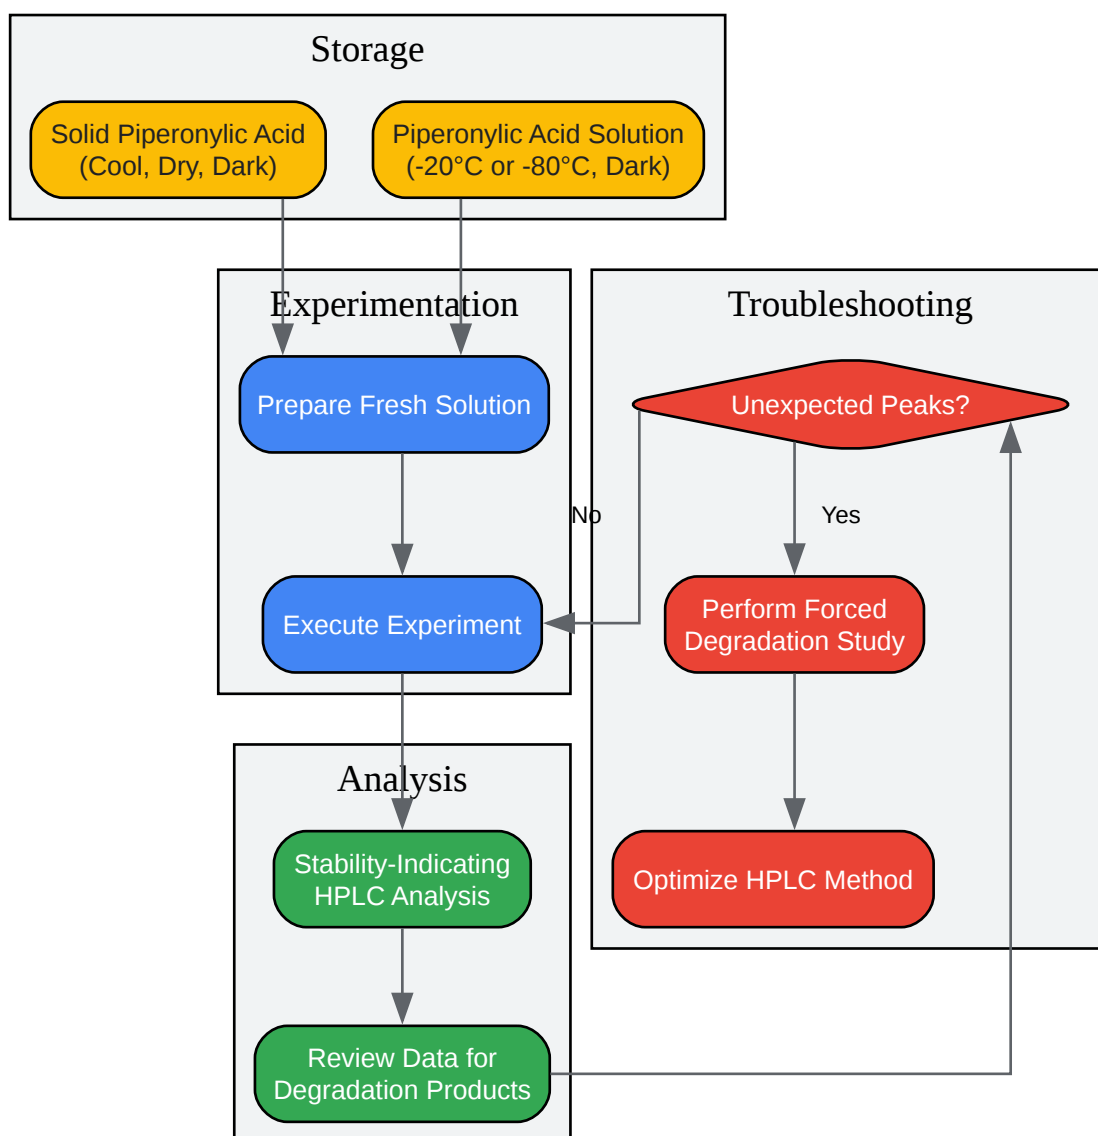 Storage
Solid Piperonylic Acid
(Cool, Dry, Dark)
Piperonylic Acid Solution
(-20°C or -80°C, Dark)
Experimentation
Prepare Fresh Solution
Execute Experiment
Troubleshooting
Unexpected Peaks?
No
Yes
Perform Forced
Degradation Study
Optimize HPLC Method
Analysis
Stability-Indicating
HPLC Analysis
Review Data for
Degradation Products